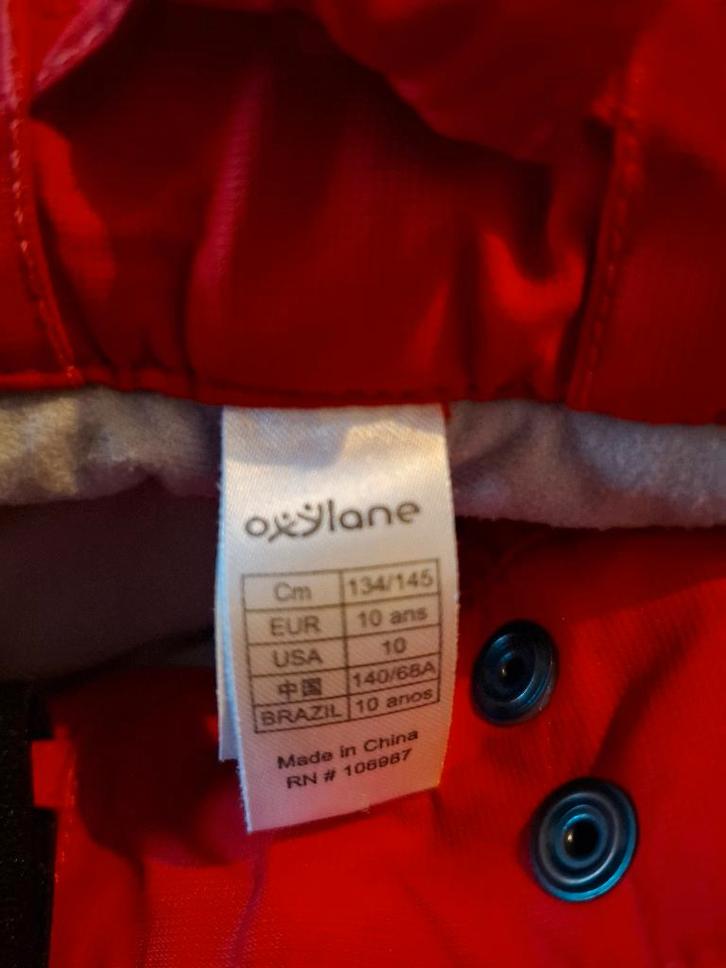 oxylane
Cm 134/145
EUR 10 ans
USA 10
中国 140/68A
BRAZIL 10 anos
Made in China
RN # 106987